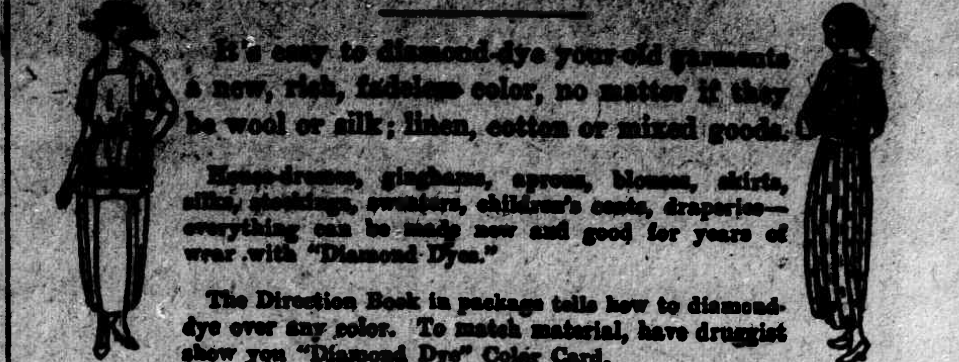 It's easy to diamond-dye your old garments
a new, rich, fadeless color, no matter if they
be wool or silk; linen, cotton or mixed goods.
House-dresses, ginghams, aprons, blouses, skirts,
silks, stockings, sweaters, children's coats, draperies—
everything can be made new and good for years of
wear with "Diamond Dyes."
The Direction Book in package tells how to diamond-
dye over any color. To match material, have druggist
show you "Diamond Dye" Color Card.